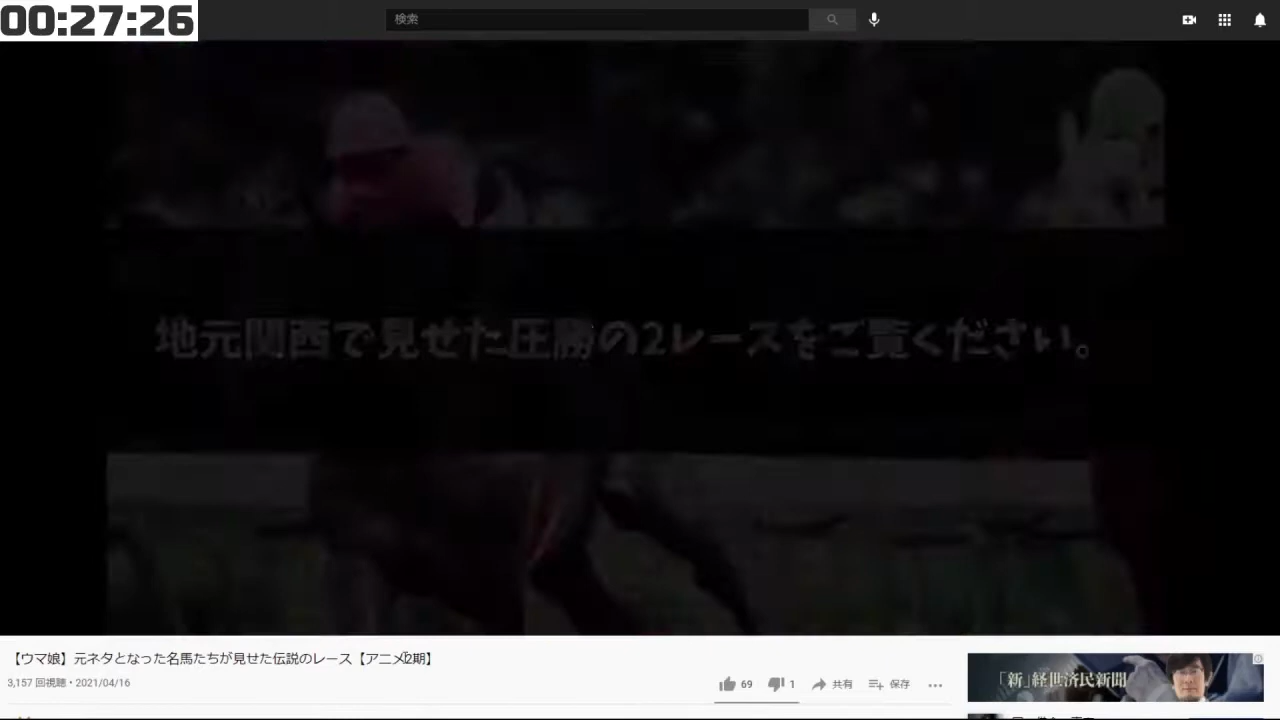 00:27:26
検索
地元関西で見せた圧勝の2レースをご覧ください。
【ウマ娘】元ネタとなった名馬たちが見せた伝説のレース【アニメ2期】
3,157 回視聴・2021/04/16
69
1
共有
保存
「新」経世済民新聞